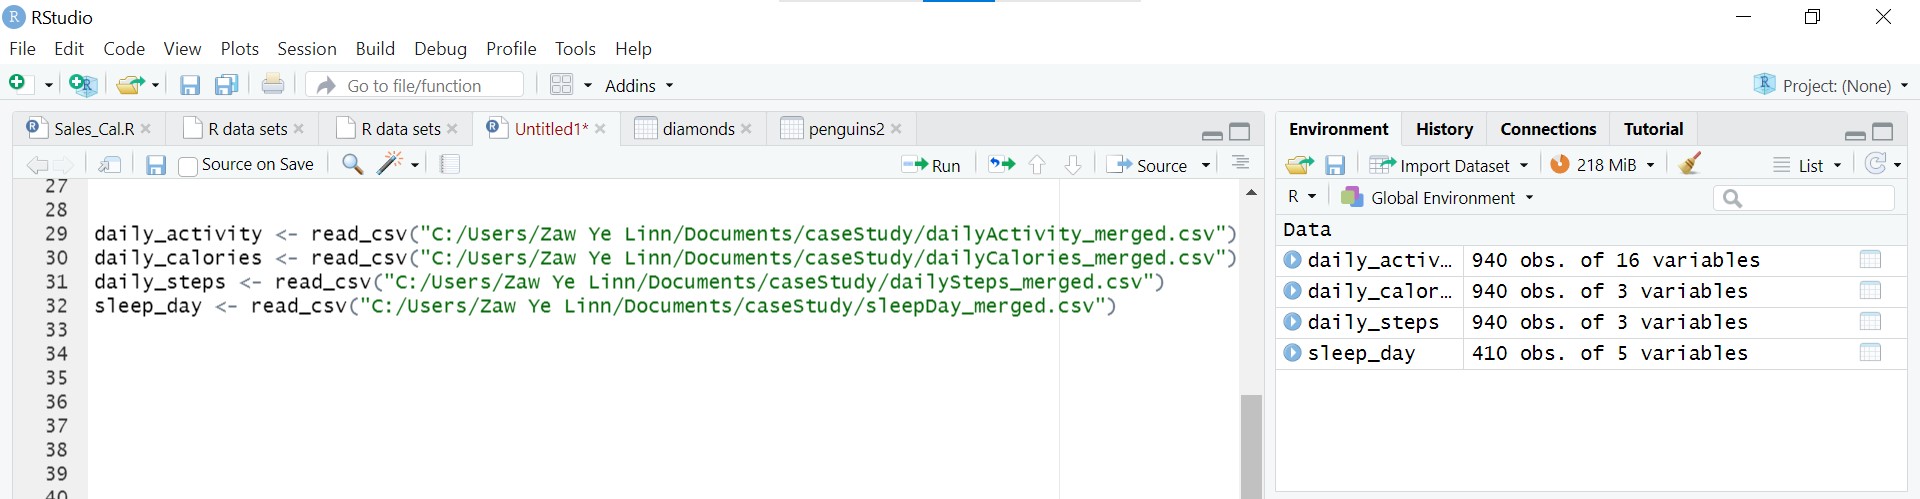 RStudio
File Edit Code View Plots Session Build Debug Profile Tools Help
Go to file/function Addins Project: (None)
Sales_Cal.R R data sets R data sets Untitled1* diamonds penguins2
Source on Save Run Source
27
28
29 daily_activity <- read_csv("C:/Users/Zaw Ye Linn/Documents/caseStudy/dailyActivity_merged.csv")
30 daily_calories <- read_csv("C:/Users/Zaw Ye Linn/Documents/caseStudy/dailyCalories_merged.csv")
31 daily_steps <- read_csv("C:/Users/Zaw Ye Linn/Documents/caseStudy/dailySteps_merged.csv")
32 sleep_day <- read_csv("C:/Users/Zaw Ye Linn/Documents/caseStudy/sleepDay_merged.csv")
33
34
35
36
37
38
39
40
Environment History Connections Tutorial
Import Dataset 218 MiB List
R Global Environment
Data
daily_activ... 940 obs. of 16 variables
daily_calor... 940 obs. of 3 variables
daily_steps 940 obs. of 3 variables
sleep_day 410 obs. of 5 variables